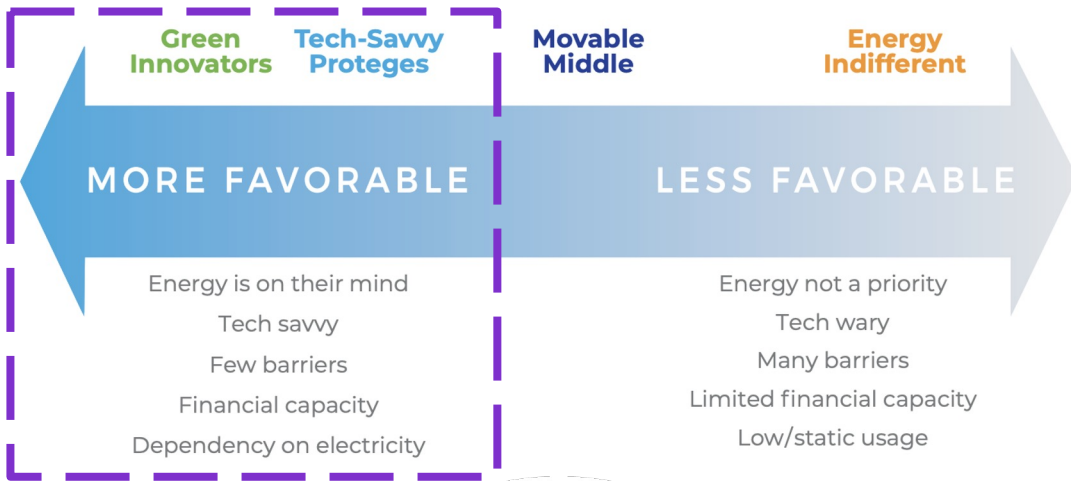 Green
Innovators
Tech-Savvy
Proteges
Movable
Middle
Energy
Indifferent
MORE FAVORABLE
LESS FAVORABLE
Energy is on their mind
Tech savvy
Few barriers
Financial capacity
Dependency on electricity
Energy not a priority
Tech wary
Many barriers
Limited financial capacity
Low/static usage